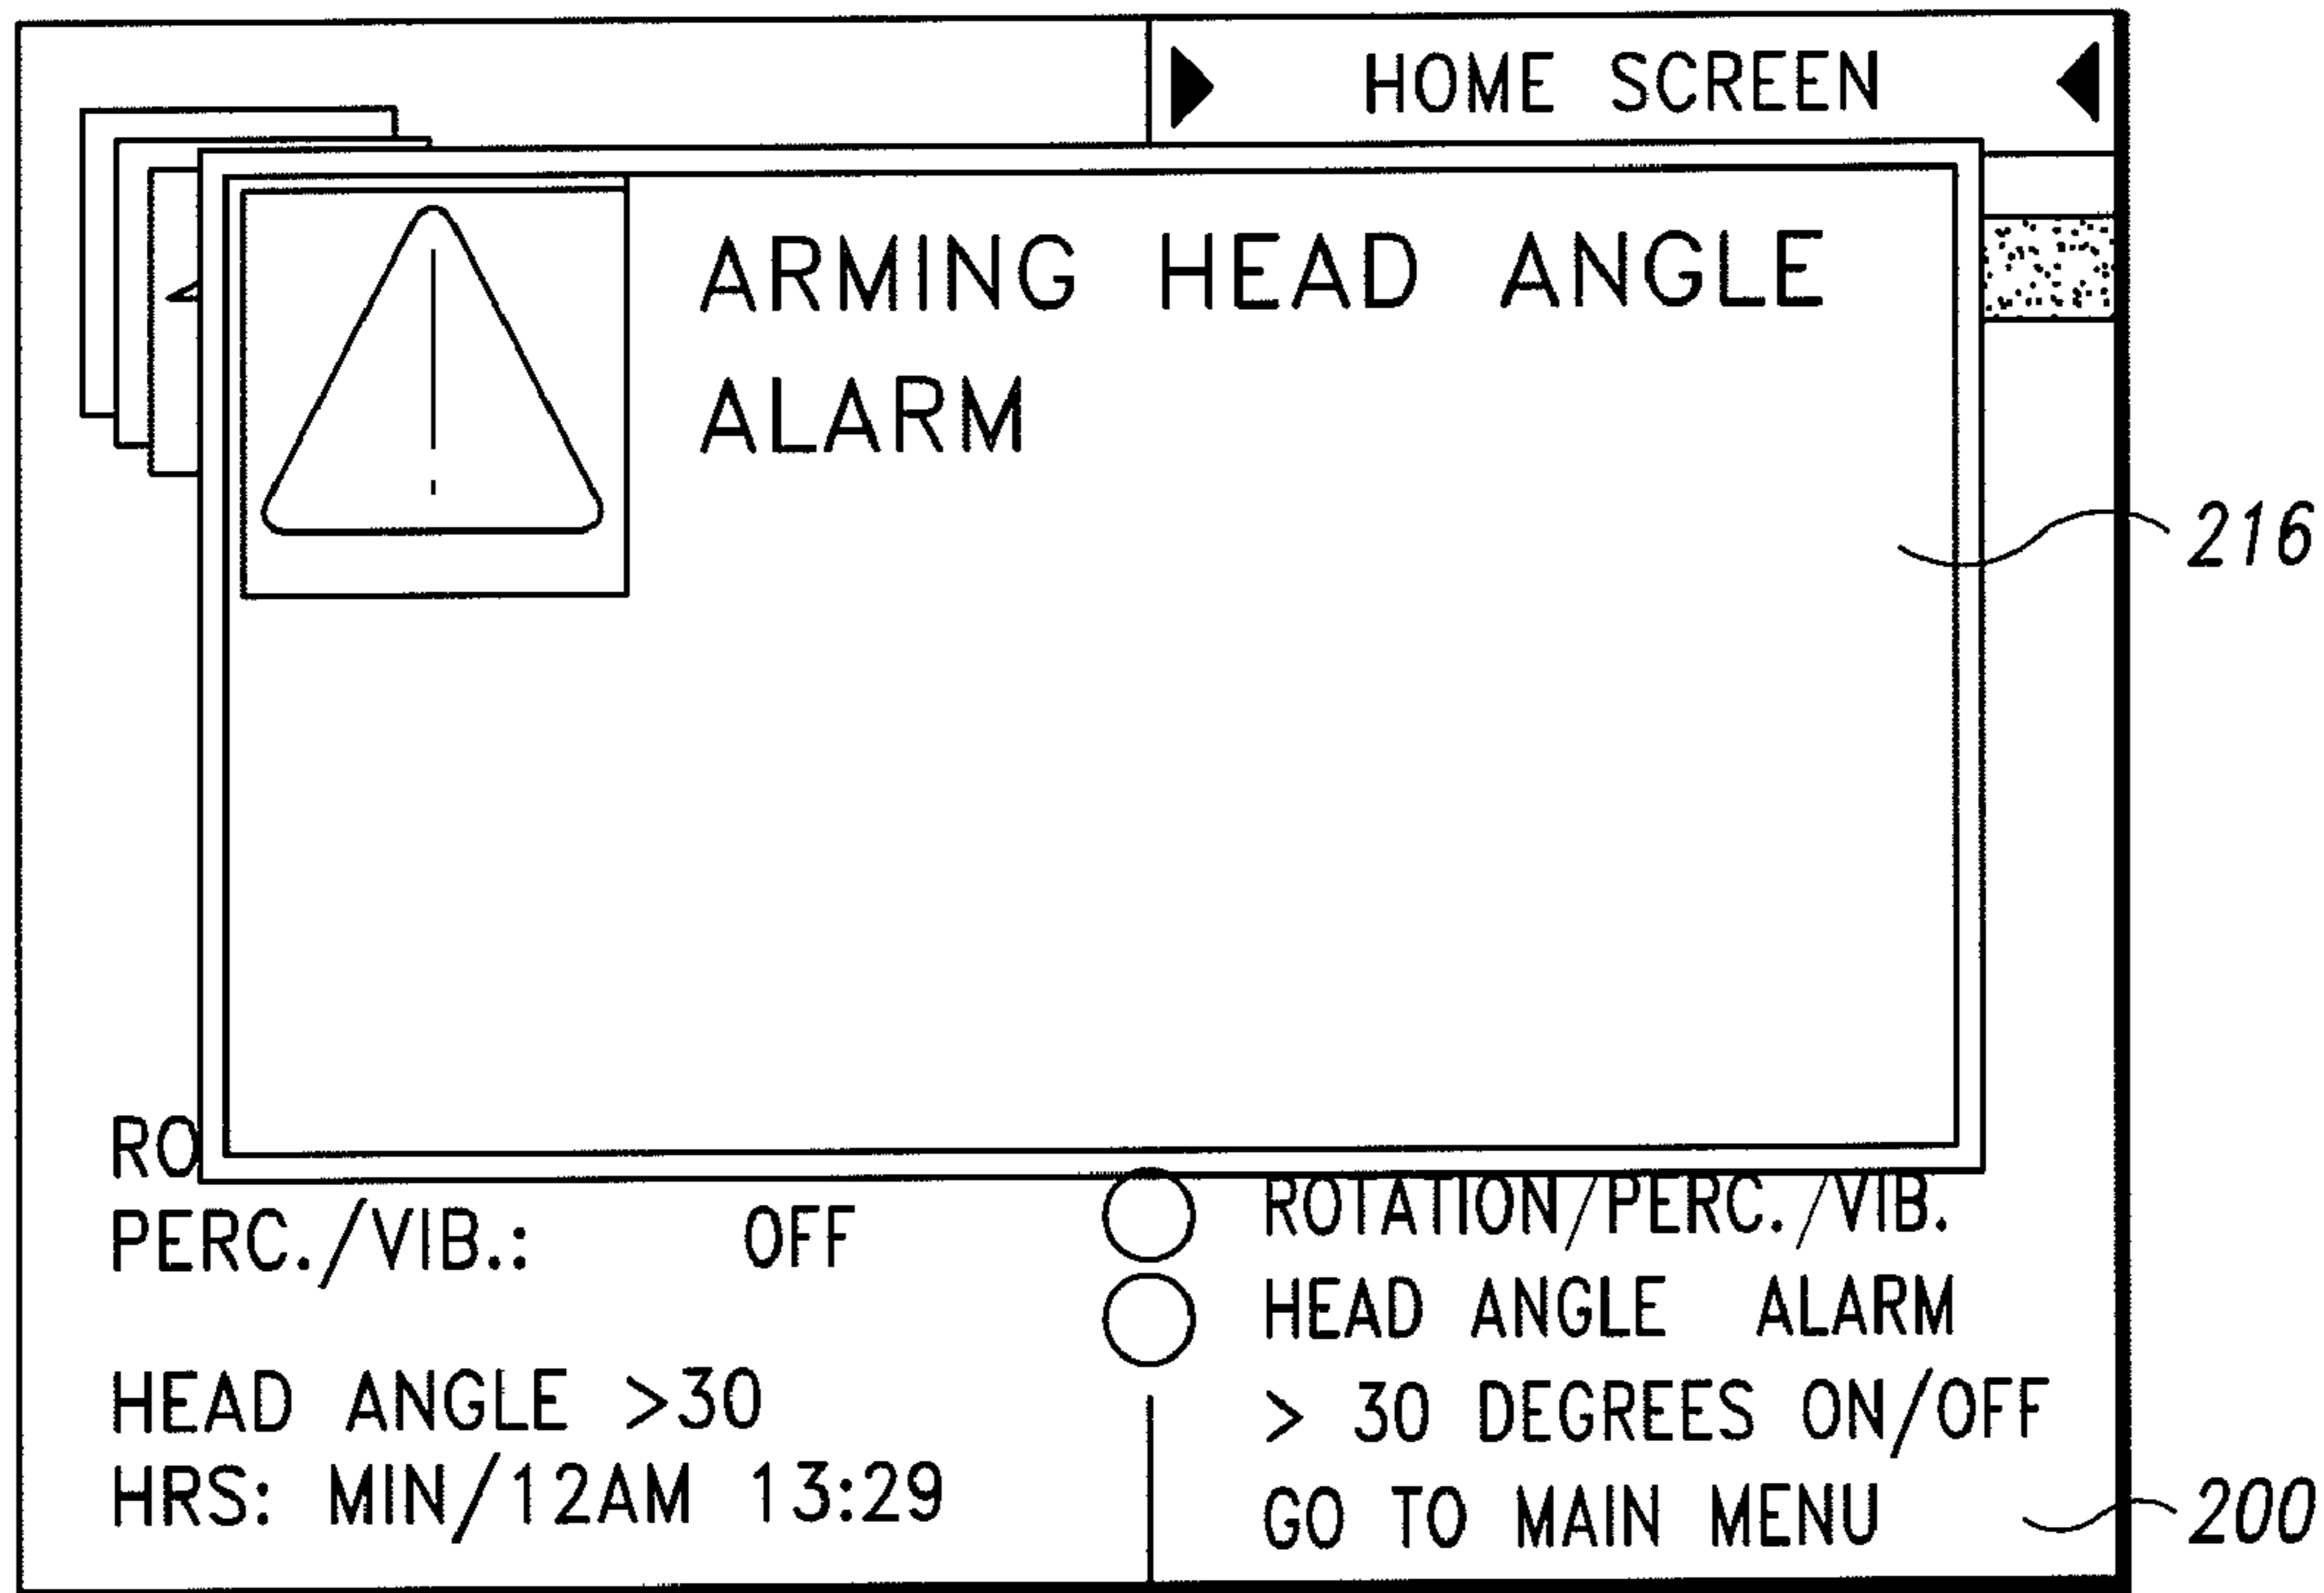 HOME SCREEN
ARMING HEAD ANGLE
ALARM
216
RO
PERC./VIB.: OFF
ROTATION/PERC./VIB.
HEAD ANGLE ALARM
HEAD ANGLE >30
> 30 DEGREES ON/OFF
HRS: MIN/12AM 13:29
GO TO MAIN MENU
200